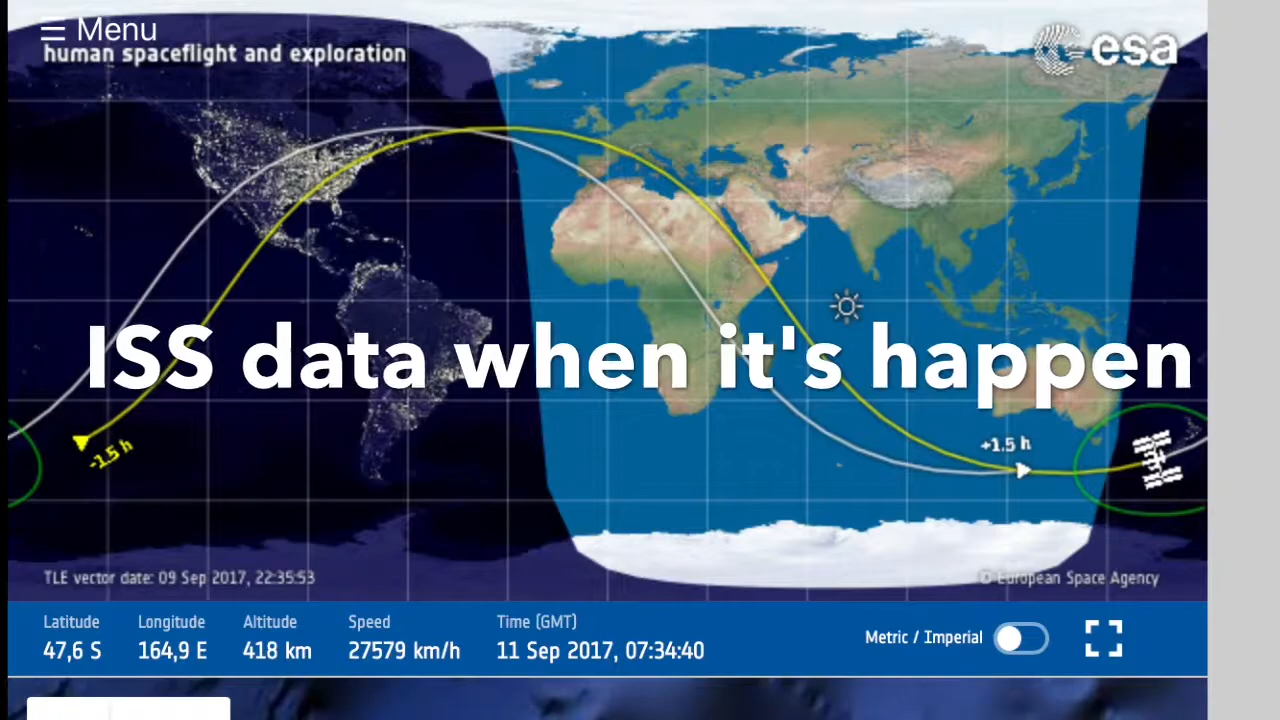 ☰ Menu
human spaceflight and exploration
esa
ISS data when it's happen
-1.5 h
+1.5 h
TLE vector date: 09 Sep 2017, 22:35:53
© European Space Agency
Latitude Longitude Altitude Speed Time (GMT)
47,6 S 164,9 E 418 km 27579 km/h 11 Sep 2017, 07:34:40
Metric / Imperial